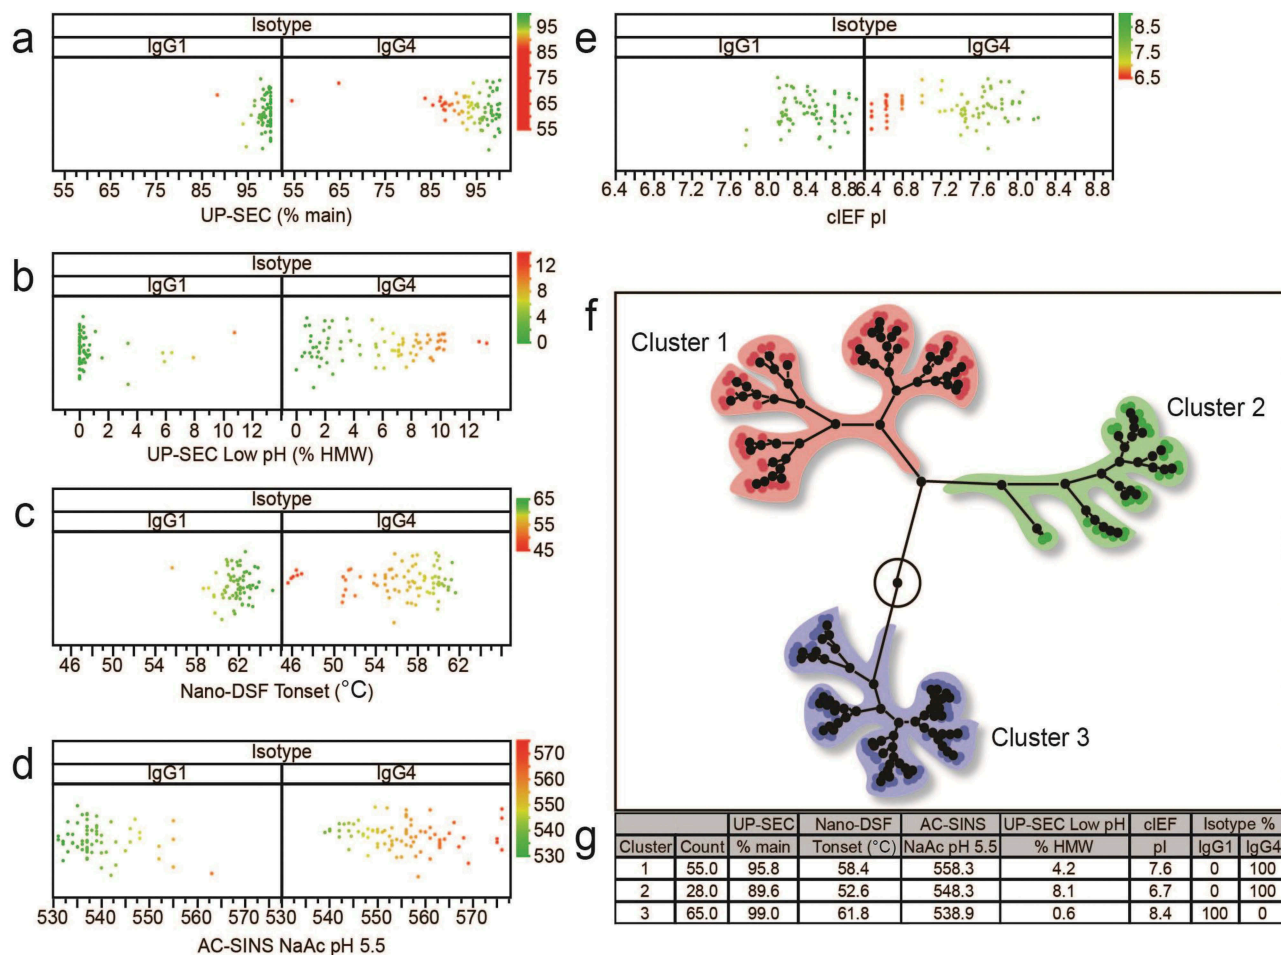 a
Isotype
IgG1 IgG4
95
85
75
65
55
55 65 75 85 95 55 65 75 85 95
UP-SEC (% main)
b
Isotype
IgG1 IgG4
12
8
4
0
0 2 4 6 8 10 12 0 2 4 6 8 10 12
UP-SEC Low pH (% HMW)
c
Isotype
IgG1 IgG4
65
55
45
46 50 54 58 62 46 50 54 58 62
Nano-DSF Tonset (°C)
d
Isotype
IgG1 IgG4
570
560
550
540
530
530 540 550 560 570 530 540 550 560 570
AC-SINS NaAc pH 5.5
e
Isotype
IgG1 IgG4
8.5
7.5
6.5
6.4 6.8 7.2 7.6 8.0 8.4 8.8 6.4 6.8 7.2 7.6 8.0 8.4 8.8
cIEF pI
f
Cluster 1
Cluster 2
Cluster 3
g
UP-SEC Nano-DSF AC-SINS UP-SEC Low pH cIEF Isotype %
Cluster Count % main Tonset (°C) NaAc pH 5.5 % HMW pI IgG1 IgG4
1 55.0 95.8 58.4 558.3 4.2 7.6 0 100
2 28.0 89.6 52.6 548.3 8.1 6.7 0 100
3 65.0 99.0 61.8 538.9 0.6 8.4 100 0